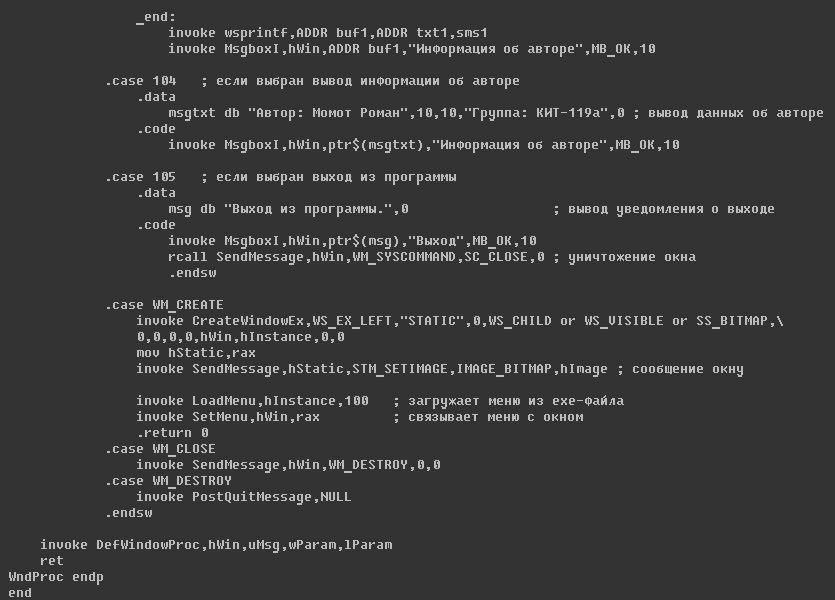 _end:
invoke wsprintf,ADDR buf1,ADDR txt1,sms1
invoke MsgboxI,hWin,ADDR buf1,"Информация об авторе",MB_OK,10
.case 104 ; если выбран вывод информации об авторе
.data
msgtxt db "Автор: Момот Роман",10,10,"Группа: КИТ-119а",0 ; вывод данных об авторе
.code
invoke MsgboxI,hWin,ptr$(msgtxt),"Информация об авторе",MB_OK,10
.case 105 ; если выбран выход из программы
.data
msg db "Выход из программы.",0 ; вывод уведомления о выходе
.code
invoke MsgboxI,hWin,ptr$(msg),"Выход",MB_OK,10
rcall SendMessage,hWin,WM_SYSCOMMAND,SC_CLOSE,0 ; уничтожение окна
.endsw
.case WM_CREATE
invoke CreateWindowEx,WS_EX_LEFT,"STATIC",0,WS_CHILD or WS_VISIBLE or SS_BITMAP,\
0,0,0,0,hWin,hInstance,0,0
mov hStatic,rax
invoke SendMessage,hStatic,STM_SETIMAGE,IMAGE_BITMAP,hImage ; сообщение окну
invoke LoadMenu,hInstance,100 ; загружает меню из exe-файла
invoke SetMenu,hWin,rax ; связывает меню с окном
.return 0
.case WM_CLOSE
invoke SendMessage,hWin,WM_DESTROY,0,0
.case WM_DESTROY
invoke PostQuitMessage,NULL
.endsw
invoke DefWindowProc,hWin,uMsg,wParam,lParam
ret
WndProc endp
end